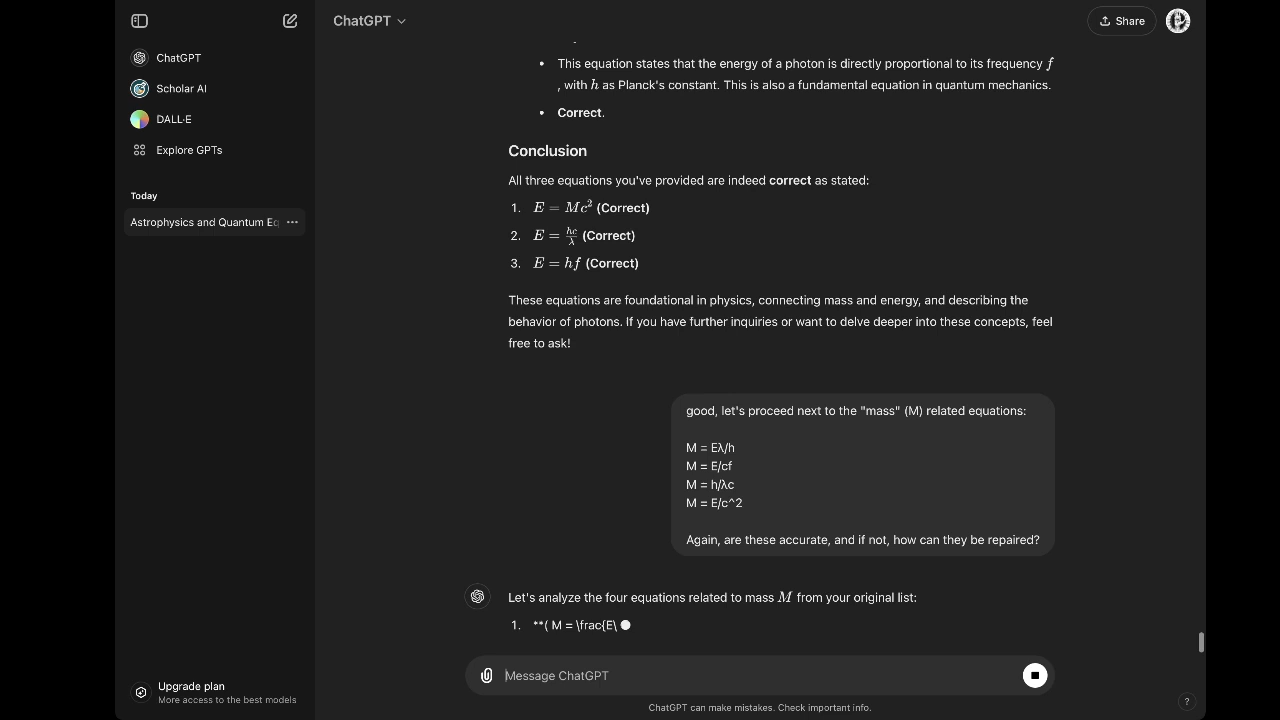 ChatGPT
Share
ChatGPT
Scholar AI
DALL·E
Explore GPTs
Today
Astrophysics and Quantum Eq
This equation states that the energy of a photon is directly proportional to its frequency f
, with h as Planck's constant. This is also a fundamental equation in quantum mechanics.
Correct.
Conclusion
All three equations you've provided are indeed correct as stated:
1. E = Mc² (Correct)
2. E = hc/λ (Correct)
3. E = hf (Correct)
These equations are foundational in physics, connecting mass and energy, and describing the
behavior of photons. If you have further inquiries or want to delve deeper into these concepts, feel
free to ask!
good, let's proceed next to the "mass" (M) related equations:
M = Eλ/h
M = E/cf
M = h/λc
M = E/c^2
Again, are these accurate, and if not, how can they be repaired?
Let's analyze the four equations related to mass M from your original list:
1. **( M = \frac{E\
Message ChatGPT
Upgrade plan
More access to the best models
ChatGPT can make mistakes. Check important info.
?